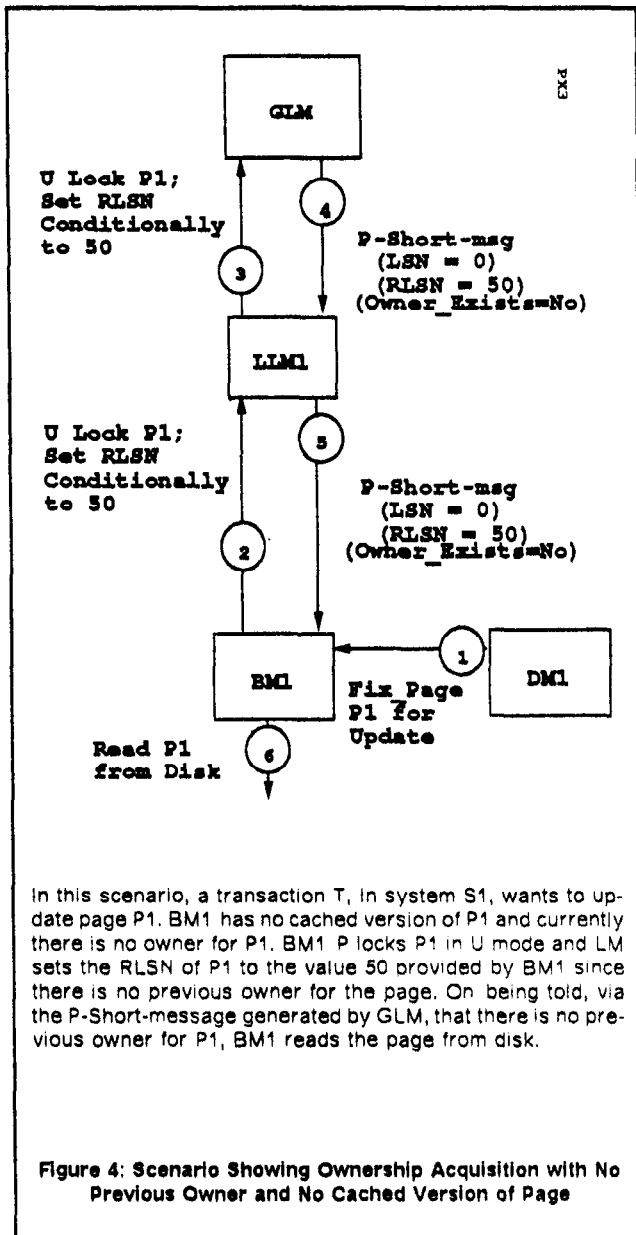 PX3
GLM
U Lock P1;
Set RLSN
Conditionally
to 50
4
3
P-Short-msg
(LSN = 0)
(RLSN = 50)
(Owner_Exists=No)
LLM1
U Lock P1;
Set RLSN
Conditionally
to 50
5
P-Short-msg
(LSN = 0)
(RLSN = 50)
(Owner_Exists=No)
2
BM1
1
DM1
Fix_Page
P1 for
Update
Read P1
from Disk
6
In this scenario, a transaction T, in system S1, wants to up-
date page P1. BM1 has no cached version of P1 and currently
there is no owner for P1. BM1 P locks P1 in U mode and LM
sets the RLSN of P1 to the value 50 provided by BM1 since
there is no previous owner for the page. On being told, via
the P-Short-message generated by GLM, that there is no pre-
vious owner for P1, BM1 reads the page from disk.
Figure 4: Scenario Showing Ownership Acquisition with No
Previous Owner and No Cached Version of Page